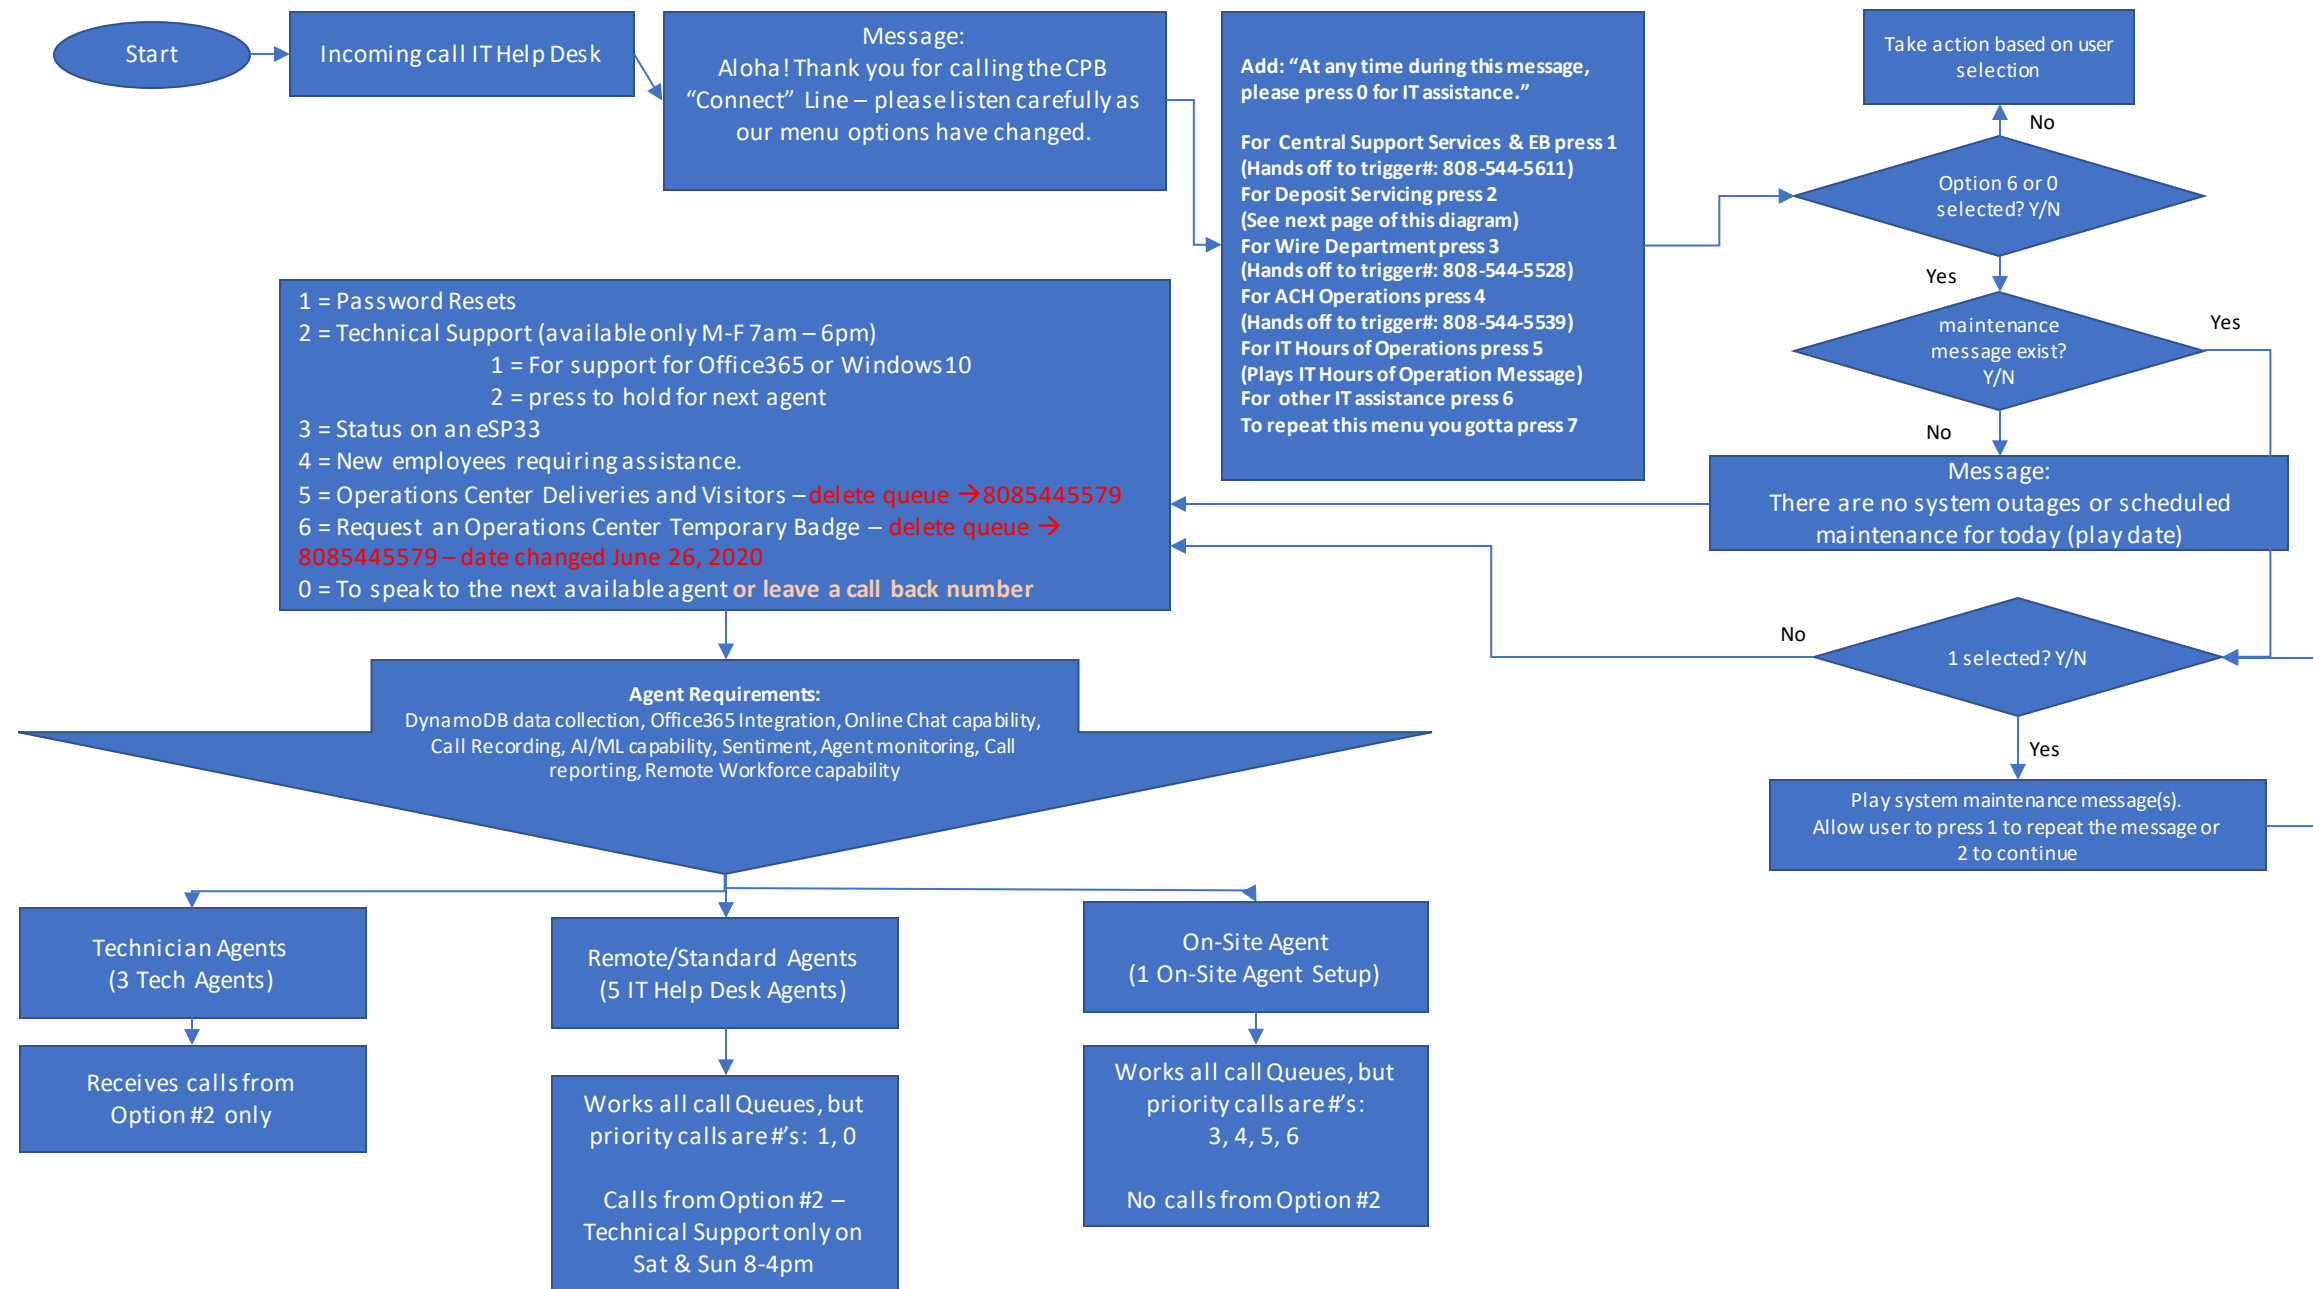 Start
Incoming call IT Help Desk
Message:
Aloha! Thank you for calling the CPB
“Connect” Line – please listen carefully as
our menu options have changed.
Add: “At any time during this message,
please press 0 for IT assistance.”
For Central Support Services & EB press 1
(Hands off to trigger#: 808-544-5611)
For Deposit Servicing press 2
(See next page of this diagram)
For Wire Department press 3
(Hands off to trigger#: 808-544-5528)
For ACH Operations press 4
(Hands off to trigger#: 808-544-5539)
For IT Hours of Operations press 5
(Plays IT Hours of Operation Message)
For other IT assistance press 6
To repeat this menu you gotta press 7
Take action based on user
selection
No
Option 6 or 0
selected? Y/N
Yes
maintenance
message exist?
Y/N
Yes
No
Message:
There are no system outages or scheduled
maintenance for today (play date)
1 selected? Y/N
No
Yes
Play system maintenance message(s).
Allow user to press 1 to repeat the message or
2 to continue
1 = Password Resets
2 = Technical Support (available only M-F 7am – 6pm)
1 = For support for Office365 or Windows10
2 = press to hold for next agent
3 = Status on an eSP33
4 = New employees requiring assistance.
5 = Operations Center Deliveries and Visitors – delete queue → 8085445579
6 = Request an Operations Center Temporary Badge – delete queue →
8085445579 – date changed June 26, 2020
0 = To speak to the next available agent or leave a call back number
Agent Requirements:
DynamoDB data collection, Office365 Integration, Online Chat capability,
Call Recording, AI/ML capability, Sentiment, Agent monitoring, Call
reporting, Remote Workforce capability
Technician Agents
(3 Tech Agents)
Receives calls from
Option #2 only
Remote/Standard Agents
(5 IT Help Desk Agents)
Works all call Queues, but
priority calls are #’s: 1, 0
Calls from Option #2 –
Technical Support only on
Sat & Sun 8-4pm
On-Site Agent
(1 On-Site Agent Setup)
Works all call Queues, but
priority calls are #’s:
3, 4, 5, 6
No calls from Option #2